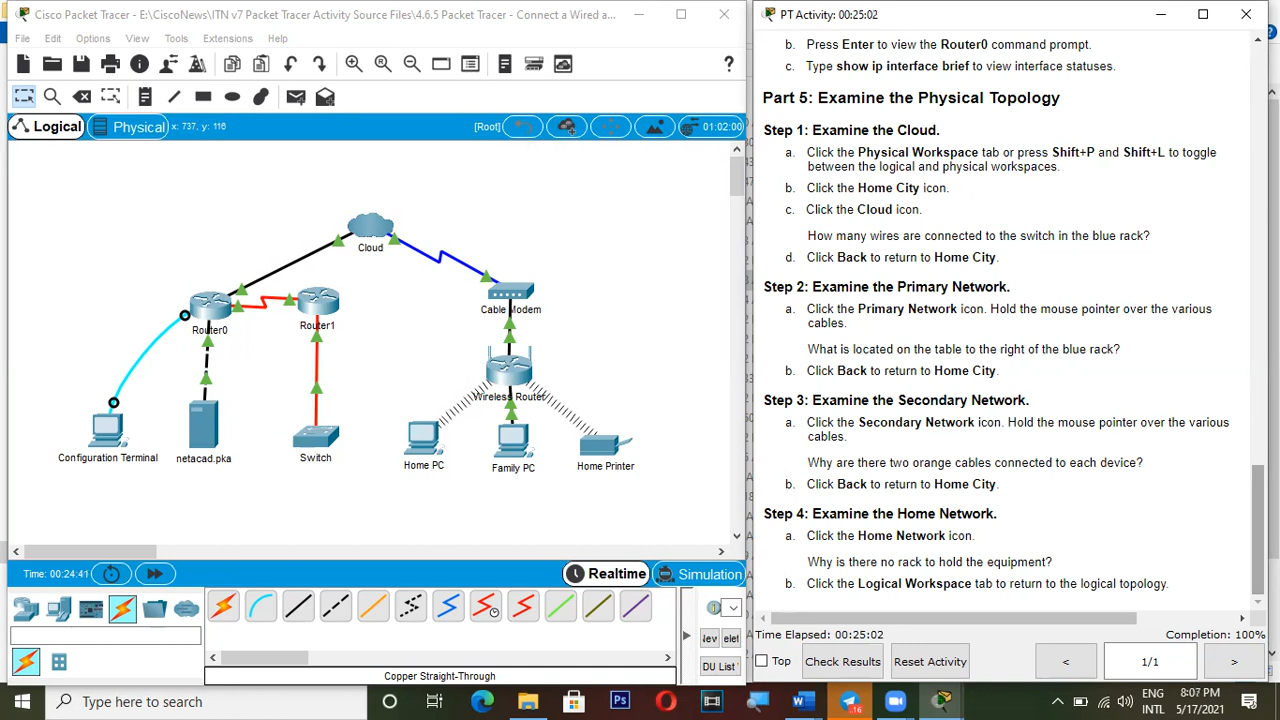 Cisco Packet Tracer - E:\CiscoNews\ITN v7 Packet Tracer Activity Source Files\4.6.5 Packet Tracer - Connect a Wired a...
File Edit Options View Tools Extensions Help
Logical Physical x: 737, y: 116 [Root] 01:02:00
Cloud
Cable Modem
Router0
Router1
Wireless Router
Configuration Terminal
netacad.pka
Switch
Home PC
Family PC
Home Printer
Time: 00:24:41 Realtime Simulation
Copper Straight-Through
DU List
PT Activity: 00:25:02
b. Press Enter to view the Router0 command prompt.
c. Type show ip interface brief to view interface statuses.
Part 5: Examine the Physical Topology
Step 1: Examine the Cloud.
a. Click the Physical Workspace tab or press Shift+P and Shift+L to toggle
between the logical and physical workspaces.
b. Click the Home City icon.
c. Click the Cloud icon.
How many wires are connected to the switch in the blue rack?
d. Click Back to return to Home City.
Step 2: Examine the Primary Network.
a. Click the Primary Network icon. Hold the mouse pointer over the various
cables.
What is located on the table to the right of the blue rack?
b. Click Back to return to Home City.
Step 3: Examine the Secondary Network.
a. Click the Secondary Network icon. Hold the mouse pointer over the various
cables.
Why are there two orange cables connected to each device?
b. Click Back to return to Home City.
Step 4: Examine the Home Network.
a. Click the Home Network icon.
Why is there no rack to hold the equipment?
b. Click the Logical Workspace tab to return to the logical topology.
Time Elapsed: 00:25:02 Completion: 100%
Top Check Results Reset Activity < 1/1 >
Type here to search
ENG
INTL
8:07 PM
5/17/2021